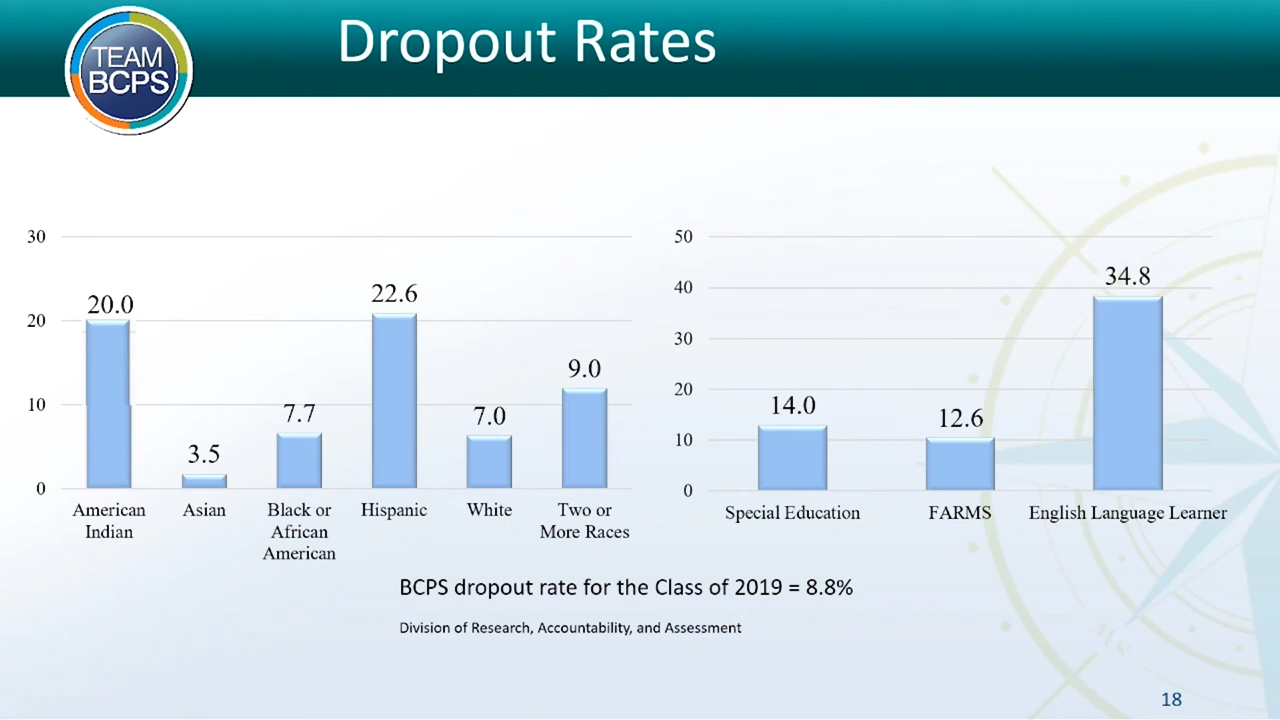 Dropout Rates
TEAM
BCPS
30
20
10
0
20.0
3.5
7.7
22.6
7.0
9.0
American
Indian
Asian
Black or
African
American
Hispanic
White
Two or
More Races
50
40
30
20
10
0
14.0
12.6
34.8
Special Education
FARMS
English Language Learner
BCPS dropout rate for the Class of 2019 = 8.8%
Division of Research, Accountability, and Assessment
18